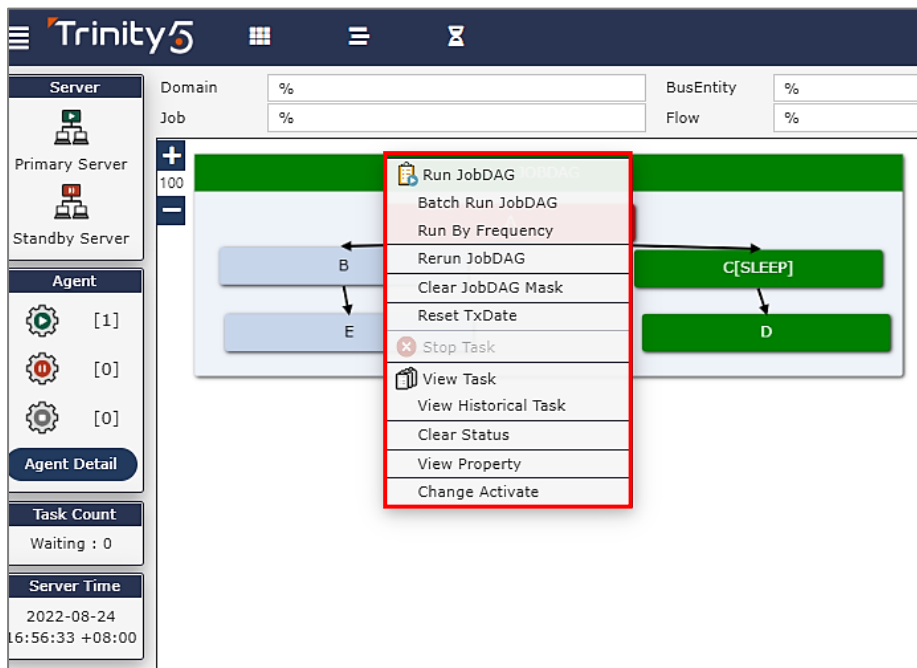 Trinity5
Server
Primary Server
Standby Server
Agent
[1]
[0]
[0]
Agent Detail
Task Count
Waiting : 0
Server Time
2022-08-24
16:56:33 +08:00
Domain
%
BusEntity
%
Job
%
Flow
%
100
JobDAG
B
C[SLEEP]
E
D
Run JobDAG
Batch Run JobDAG
Run By Frequency
Rerun JobDAG
Clear JobDAG Mask
Reset TxDate
Stop Task
View Task
View Historical Task
Clear Status
View Property
Change Activate